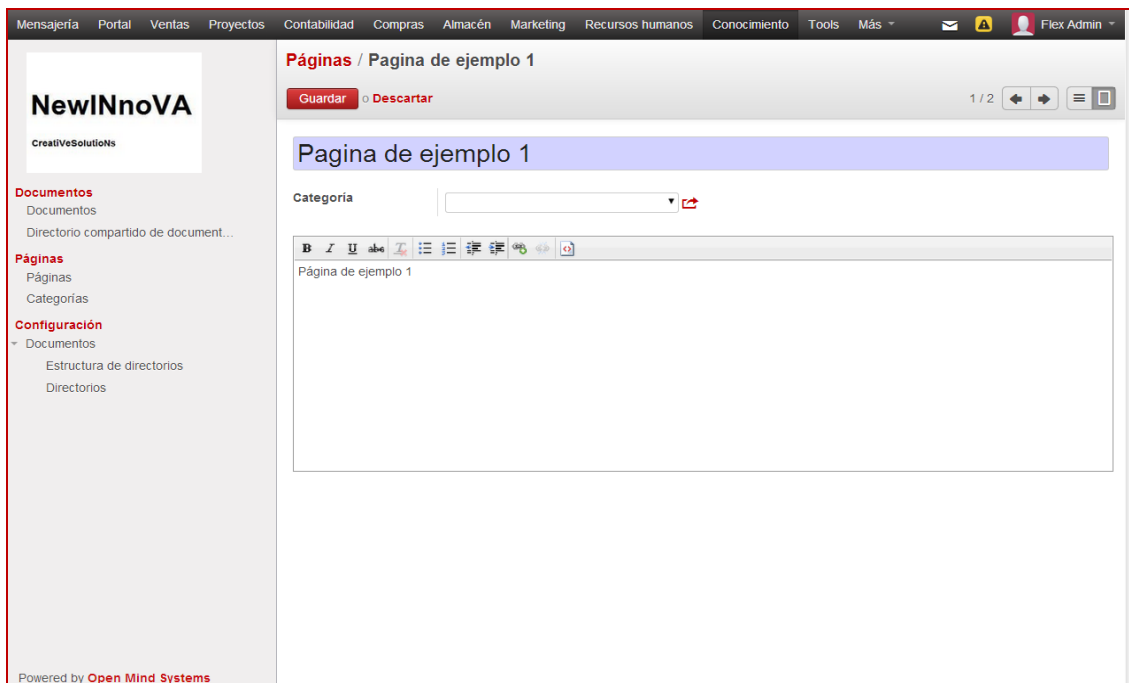 Mensajería Portal Ventas Proyectos Contabilidad Compras Almacén Marketing Recursos humanos Conocimiento Tools Más Flex Admin
NewINnoVA
CreatiVeSolutioNs
Documentos
Documentos
Directorio compartido de document...
Páginas
Páginas
Categorías
Configuración
Documentos
Estructura de directorios
Directorios
Powered by Open Mind Systems
Páginas / Pagina de ejemplo 1
Guardar o Descartar
1 / 2
Pagina de ejemplo 1
Categoría
B I U abc
Página de ejemplo 1